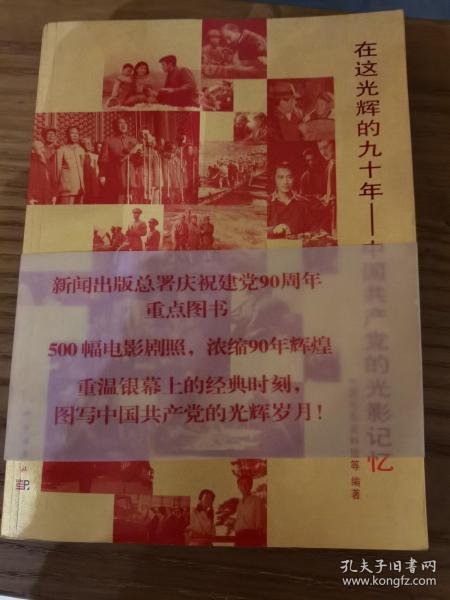 在这光辉的九十年——中国共产党的光影记忆
等 编著
新闻出版总署庆祝建党90周年
重点图书
500幅电影剧照，浓缩90年辉煌
重温银幕上的经典时刻，
图写中国共产党的光辉岁月！
孔夫子旧书网
www.kongfz.com